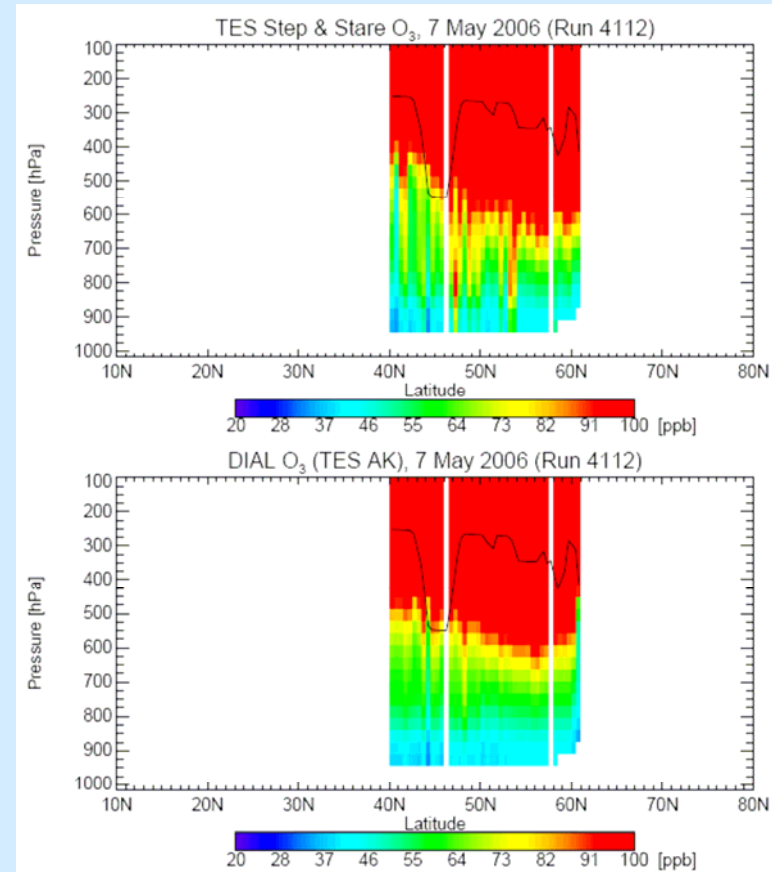 TES Step & Stare O₃, 7 May 2006 (Run 4112)
100
200
300
400
500
600
700
800
900
1000
Pressure [hPa]
10N 20N 30N 40N 50N 60N 70N 80N
Latitude
20 28 37 46 55 64 73 82 91 100 [ppb]
DIAL O₃ (TES AK), 7 May 2006 (Run 4112)
100
200
300
400
500
600
700
800
900
1000
Pressure [hPa]
10N 20N 30N 40N 50N 60N 70N 80N
Latitude
20 28 37 46 55 64 73 82 91 100 [ppb]